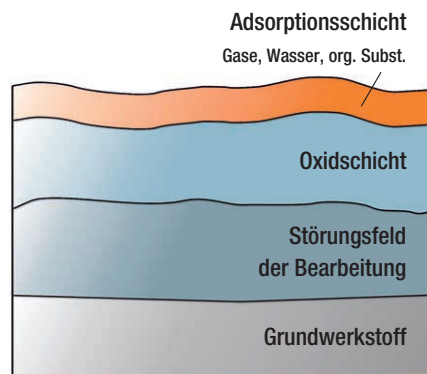 Adsorptionsschicht
Gase, Wasser, org. Subst.
Oxidschicht
Störungsfeld
der Bearbeitung
Grundwerkstoff